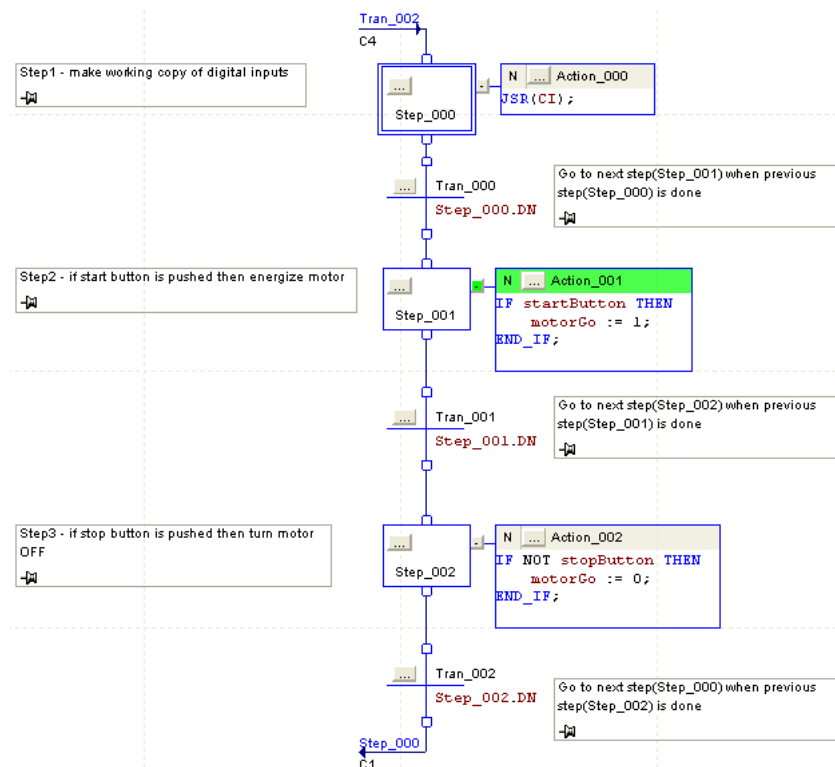 Tran_002
C4
Step1 - make working copy of digital inputs
...
Step_000
N ... Action_000
JSR(CI);
... Tran_000
Step_000.DN
Go to next step(Step_001) when previous
step(Step_000) is done
Step2 - if start button is pushed then energize motor
...
Step_001
N ... Action_001
IF startButton THEN
motorGo := 1;
END_IF;
... Tran_001
Step_001.DN
Go to next step(Step_002) when previous
step(Step_001) is done
Step3 - if stop button is pushed then turn motor
OFF
...
Step_002
N ... Action_002
IF NOT stopButton THEN
motorGo := 0;
END_IF;
... Tran_002
Step_002.DN
Go to next step(Step_000) when previous
step(Step_002) is done
Step_000
C1